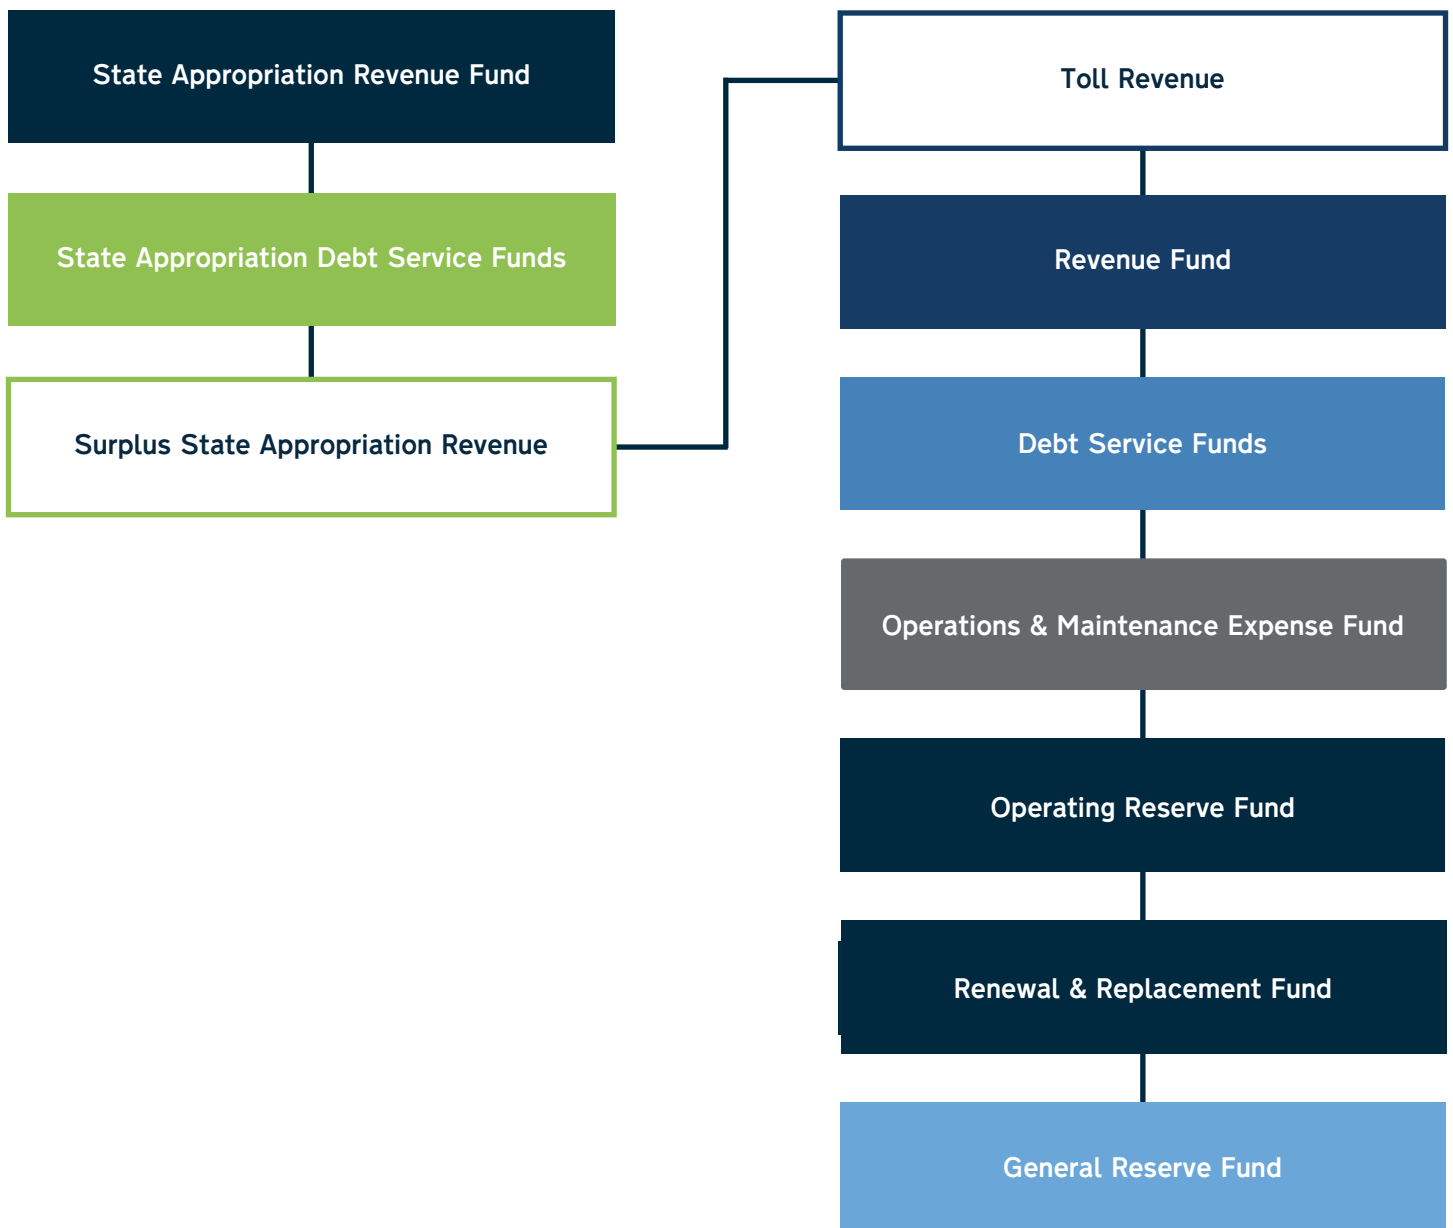 State Appropriation Revenue Fund
State Appropriation Debt Service Funds
Surplus State Appropriation Revenue
Toll Revenue
Revenue Fund
Debt Service Funds
Operations & Maintenance Expense Fund
Operating Reserve Fund
Renewal & Replacement Fund
General Reserve Fund